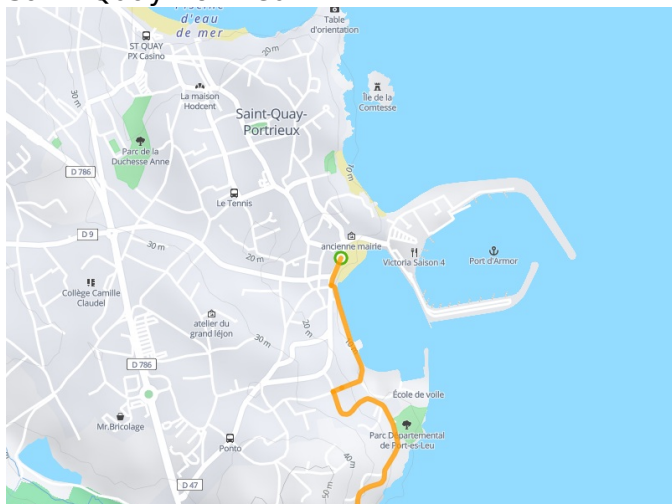 d'eau
de mer
Table
d'orientation
20 m
ST QUAY
PX Casino
La maison
Hodcent
Île de la
Comtesse
30 m
Saint-Quay-
Portrieux
Parc de la
Duchesse Anne
D 786
10 m
Le Tennis
D 9
30 m
ancienne mairie
Victoria Saison 4
Port d'Armor
Collège Camille
Claudel
atelier du
grand léjon
20 m
30 m
D 786
École de voile
Mr.Bricolage
Parc Départemental
de Port-es-Leu
Ponto
40 m
D 47
50 m